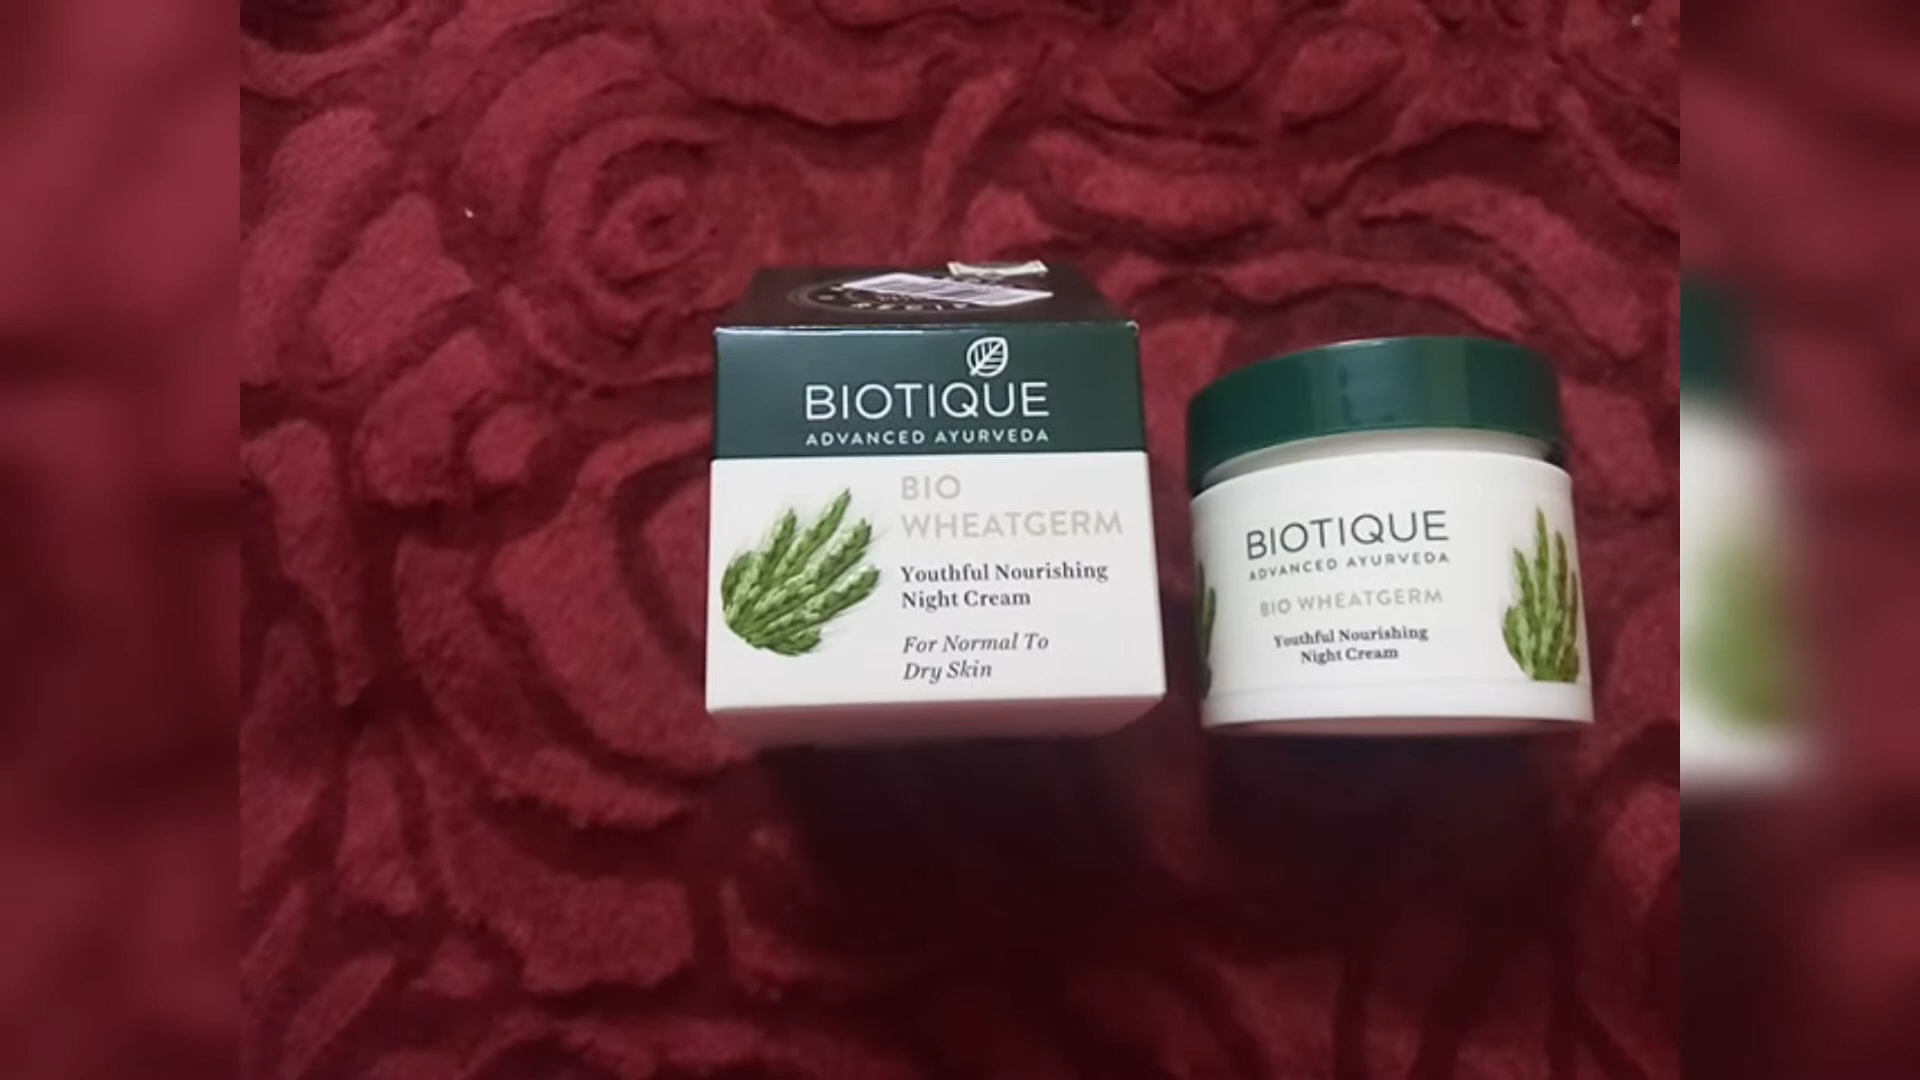 BIOTIQUE
ADVANCED AYURVEDA
BIO
WHEATGERM
Youthful Nourishing
Night Cream
For Normal To
Dry Skin
BIOTIQUE
ADVANCED AYURVEDA
BIO WHEATGERM
Youthful Nourishing
Night Cream